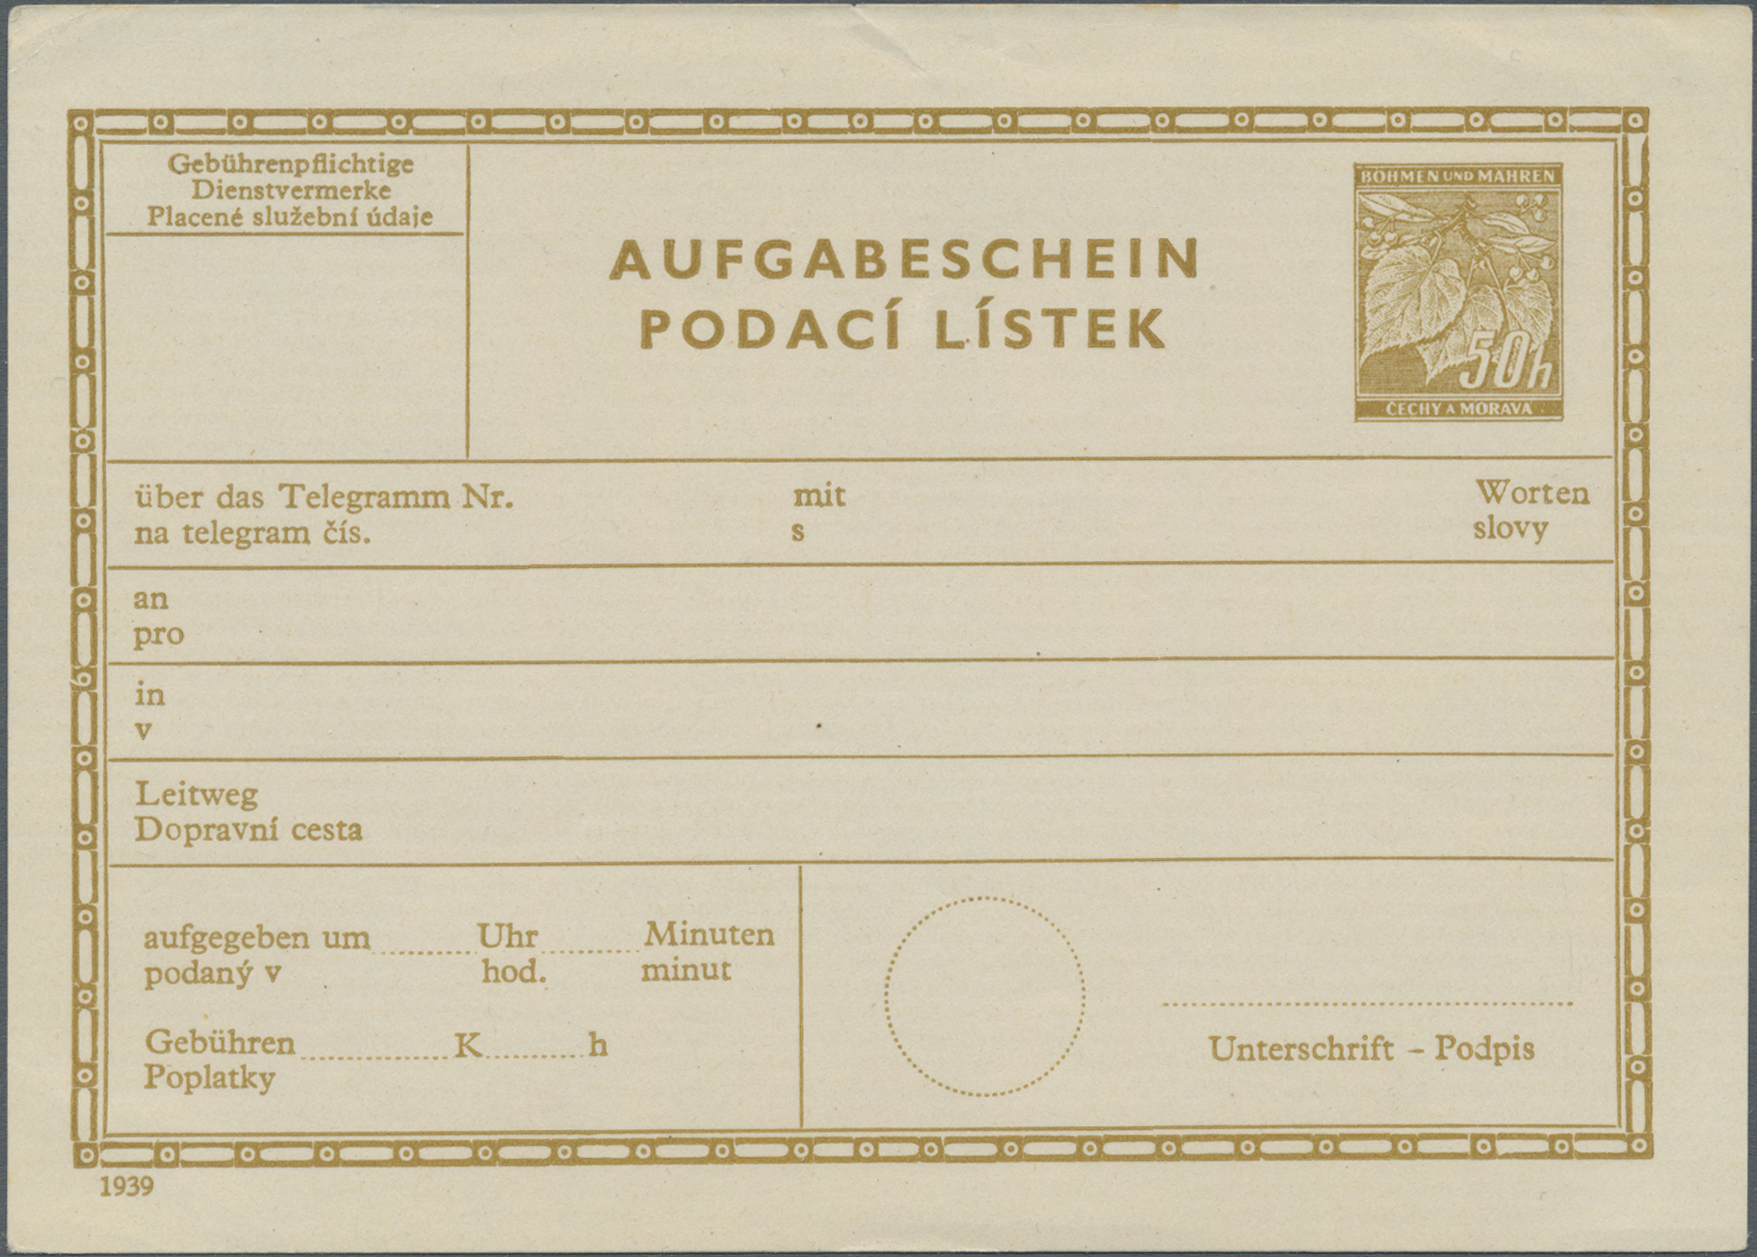 Gebührenpflichtige
Dienstvermerke
Placené služební údaje
AUFGABESCHEIN
PODACÍ LÍSTEK
BÖHMEN UND MÄHREN
50h
ČECHY A MORAVA
über das Telegramm Nr. mit Worten
na telegram čís. s slovy
an
pro
in
v
Leitweg
Dopravní cesta
aufgegeben um Uhr Minuten
podaný v hod. minut
Gebühren K h
Poplatky
Unterschrift – Podpis
1939